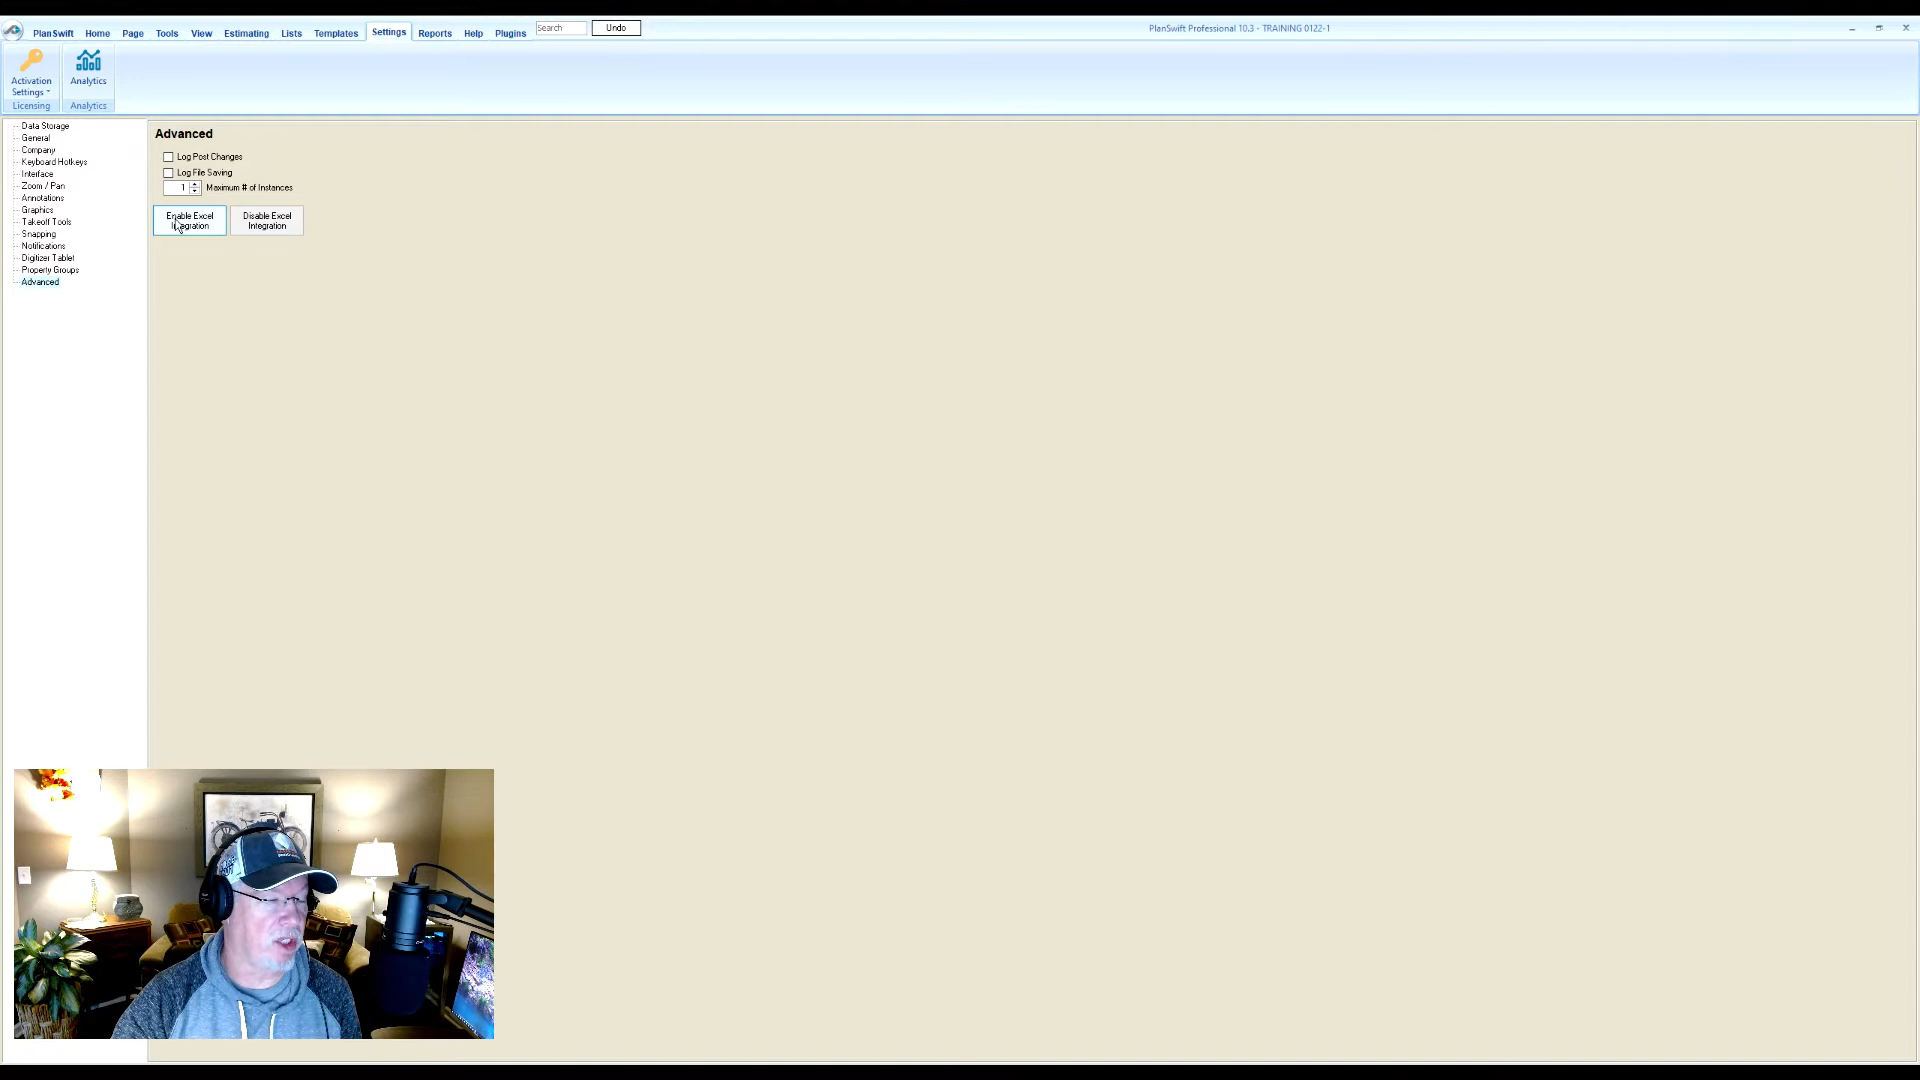 PlanSwift Home Page Tools View Estimating Lists Templates Settings Reports Help Plugins Search Undo PlanSwift Professional 10.3 - TRAINING 0122-1
Activation
Settings
Analytics
Licensing
Analytics
Data Storage
General
Company
Keyboard Hotkeys
Interface
Zoom / Pan
Annotations
Graphics
Takeoff Tools
Snapping
Notifications
Digitizer Tablet
Property Groups
Advanced
Advanced
Log Post Changes
Log File Saving
1 Maximum # of Instances
Enable Excel
Integration
Disable Excel
Integration